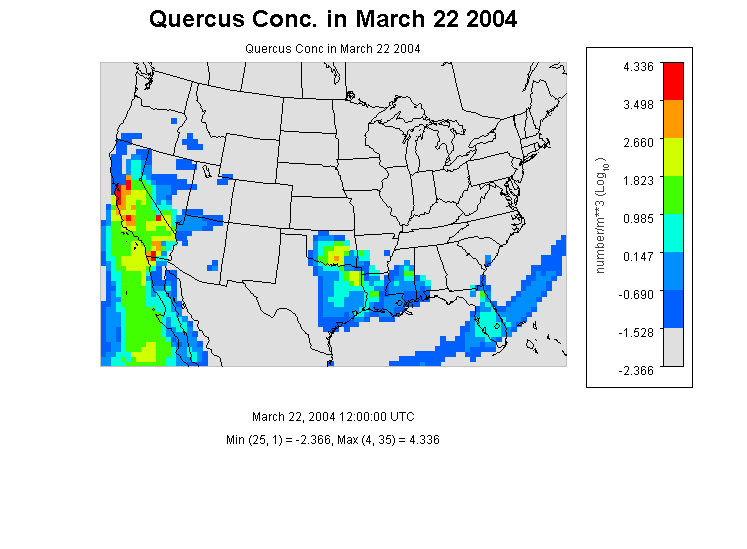 Quercus Conc. in March 22 2004
Quercus Conc in March 22 2004
4.336
3.498
2.660
1.823
0.985
0.147
-0.690
-1.528
-2.366
number/m**3 (Log10)
March 22, 2004 12:00:00 UTC
Min (25, 1) = -2.366, Max (4, 35) = 4.336